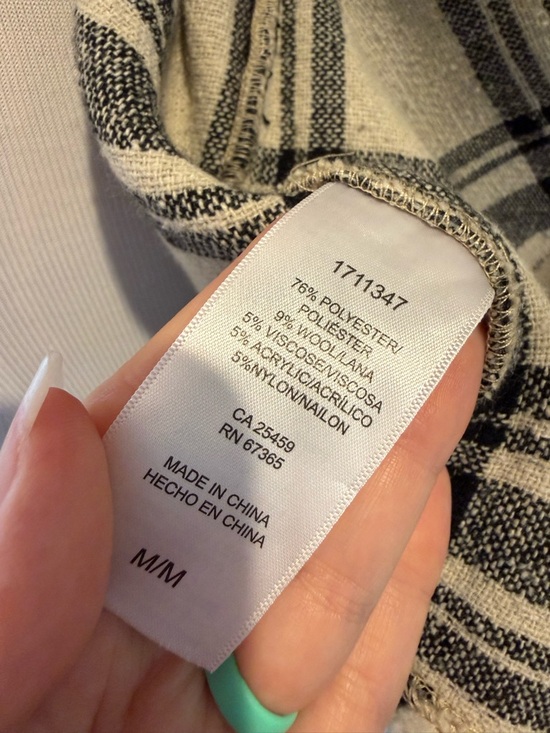 1711347
76% POLYESTER/
POLIÉSTER
9% WOOL/LANA
5% VISCOSE/VISCOSA
5% ACRYLIC/ACRÍLICO
5%NYLON/NAILON
CA 25459
RN 67365
MADE IN CHINA
HECHO EN CHINA
M/M